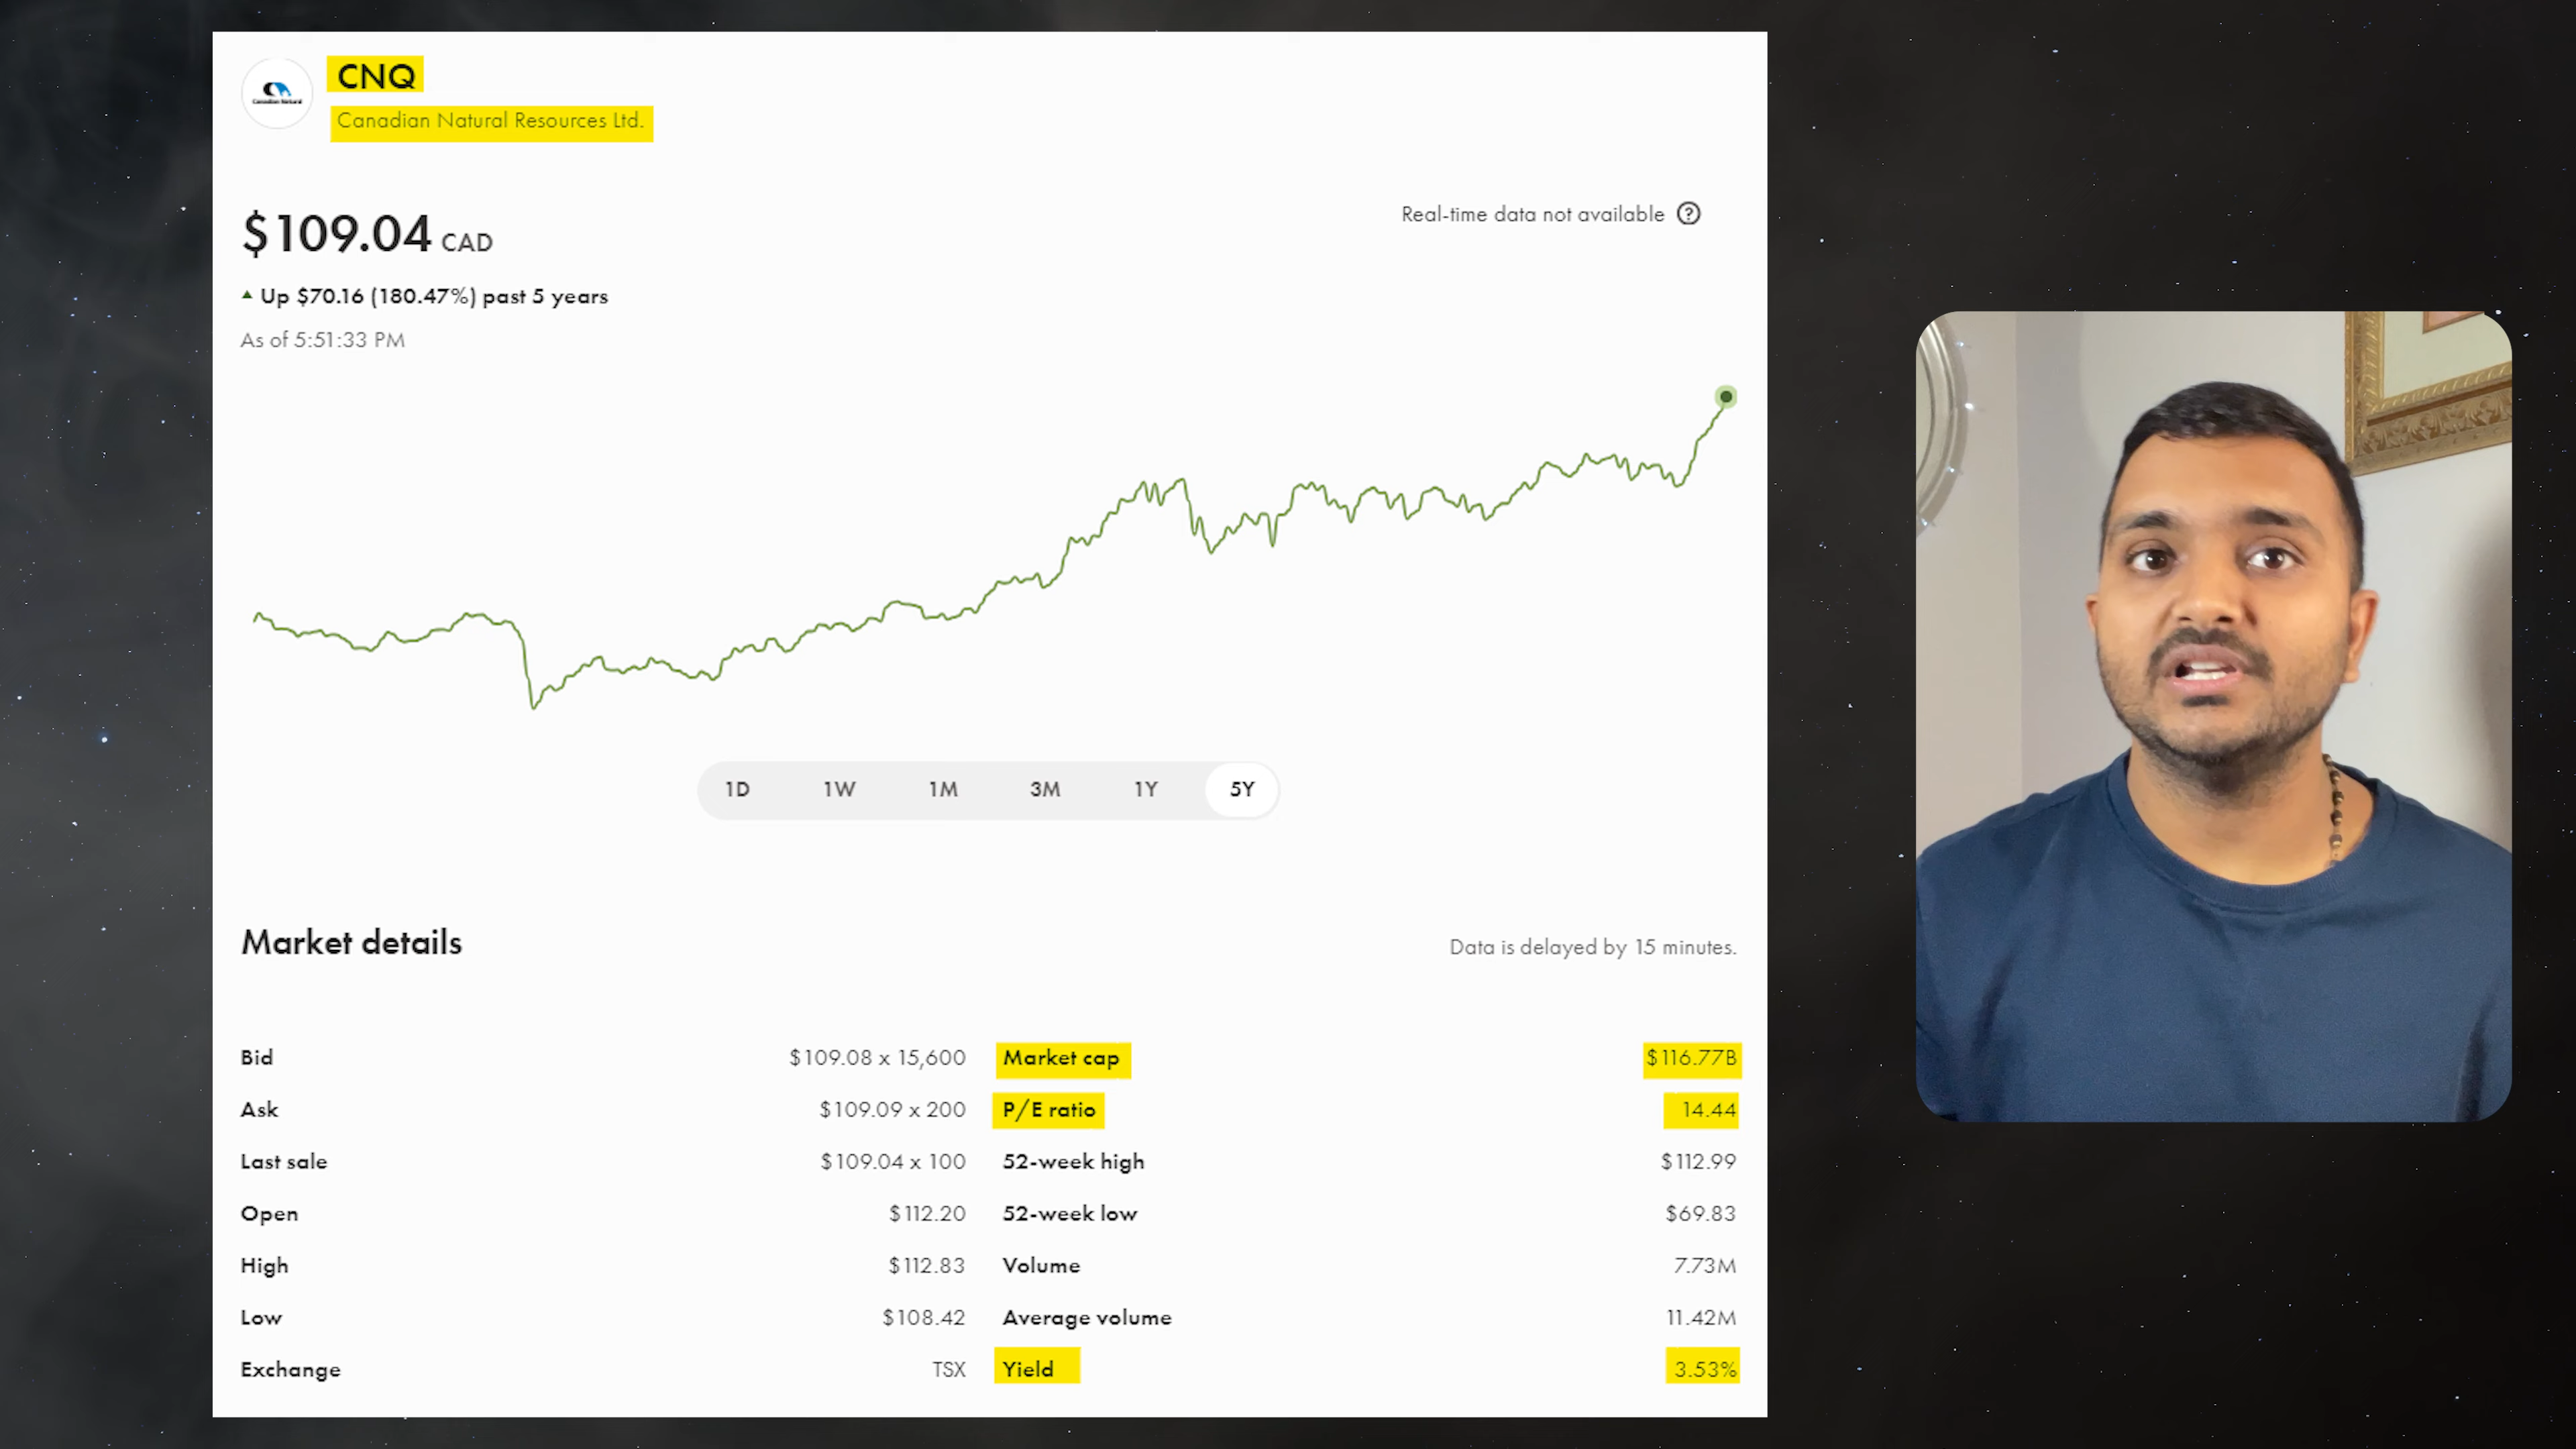 CNQ
Canadian Natural
Canadian Natural Resources Ltd.
$109.04 CAD
Real-time data not available ?
Up $70.16 (180.47%) past 5 years
As of 5:51:33 PM
1D 1W 1M 3M 1Y 5Y
Market details
Data is delayed by 15 minutes.
Bid $109.08 x 15,600 Market cap $116.77B
Ask $109.09 x 200 P/E ratio 14.44
Last sale $109.04 x 100 52-week high $112.99
Open $112.20 52-week low $69.83
High $112.83 Volume 7.73M
Low $108.42 Average volume 11.42M
Exchange TSX Yield 3.53%